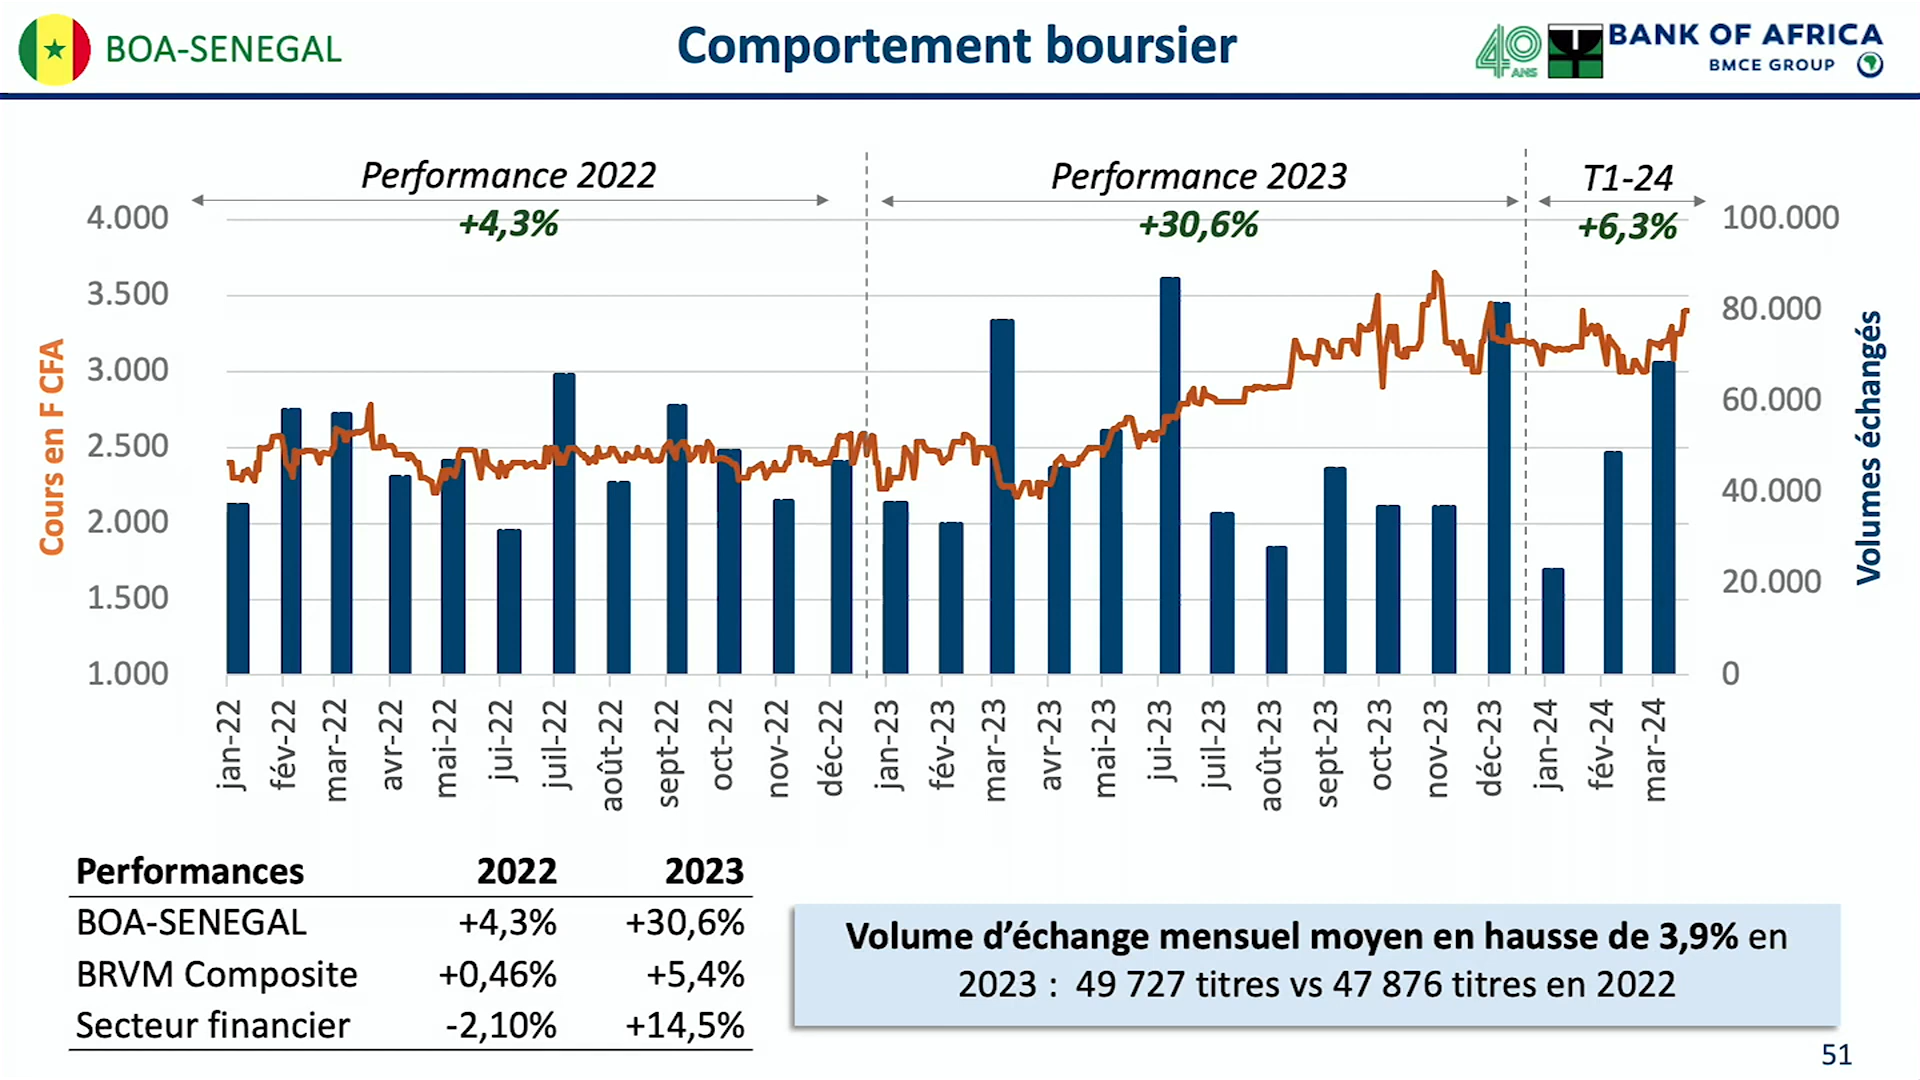 BOA-SENEGAL
Comportement boursier
40 ANS
BANK OF AFRICA
BMCE GROUP
Performance 2022
+4,3%
Performance 2023
+30,6%
T1-24
+6,3%
Cours en F CFA
4.000
3.500
3.000
2.500
2.000
1.500
1.000
100.000
80.000
60.000
40.000
20.000
0
Volumes échangés
jan-22
fév-22
mar-22
avr-22
mai-22
jui-22
juil-22
août-22
sept-22
oct-22
nov-22
déc-22
jan-23
fév-23
mar-23
avr-23
mai-23
jui-23
juil-23
août-23
sept-23
oct-23
nov-23
déc-23
jan-24
fév-24
mar-24
Performances 2022 2023
BOA-SENEGAL +4,3% +30,6%
BRVM Composite +0,46% +5,4%
Secteur financier -2,10% +14,5%
Volume d’échange mensuel moyen en hausse de 3,9% en
2023 : 49 727 titres vs 47 876 titres en 2022
51